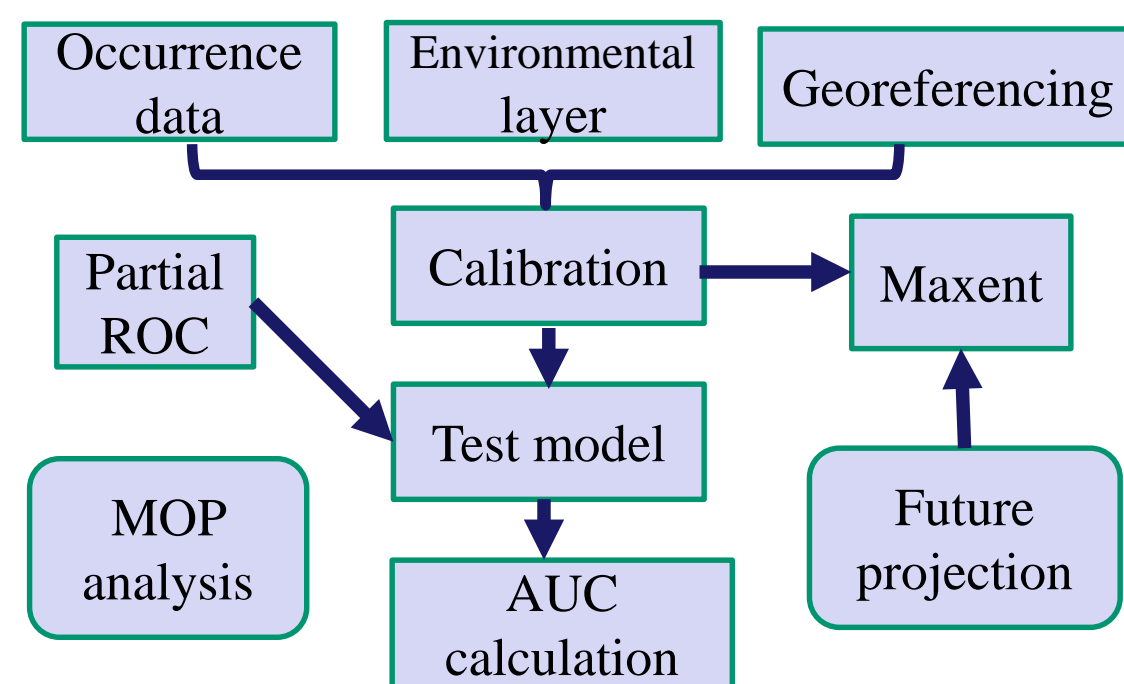 Occurrence
data
Environmental
layer
Georeferencing
Partial
ROC
Calibration
Maxent
Test model
MOP
analysis
Future
projection
AUC
calculation